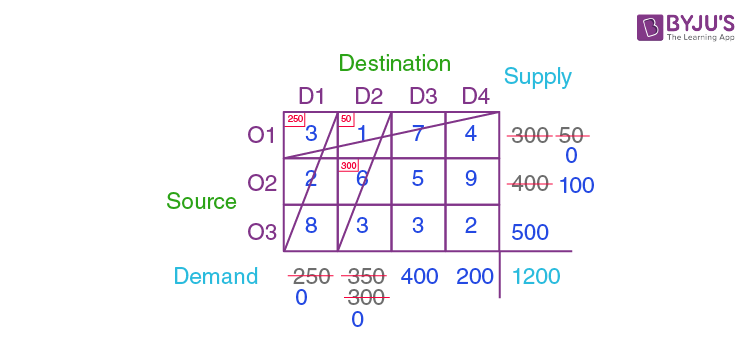 BYJU'S
The Learning App
Destination
Supply
D1 D2 D3 D4
O1 250 3 50 1 7 4 300 50
0
O2 2 300 6 5 9 400 100
Source
O3 8 3 3 2 500
Demand 250 350 400 200 1200
0 300
0